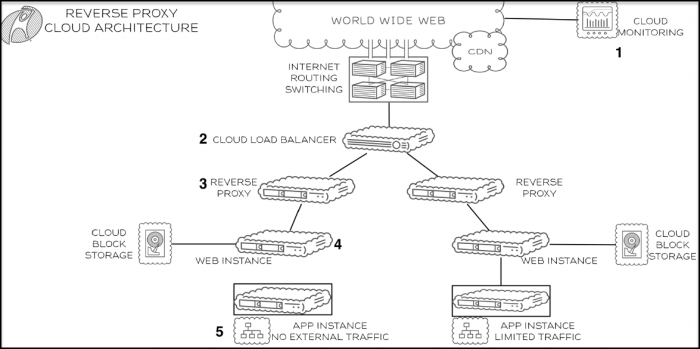 REVERSE PROXY
CLOUD ARCHITECTURE
WORLD WIDE WEB
CDN
CLOUD
MONITORING
1
INTERNET
ROUTING
SWITCHING
2 CLOUD LOAD BALANCER
3 REVERSE
PROXY
REVERSE
PROXY
CLOUD
BLOCK
STORAGE
4
WEB INSTANCE
WEB INSTANCE
CLOUD
BLOCK
STORAGE
5
APP INSTANCE
NO EXTERNAL TRAFFIC
APP INSTANCE
LIMITED TRAFFIC